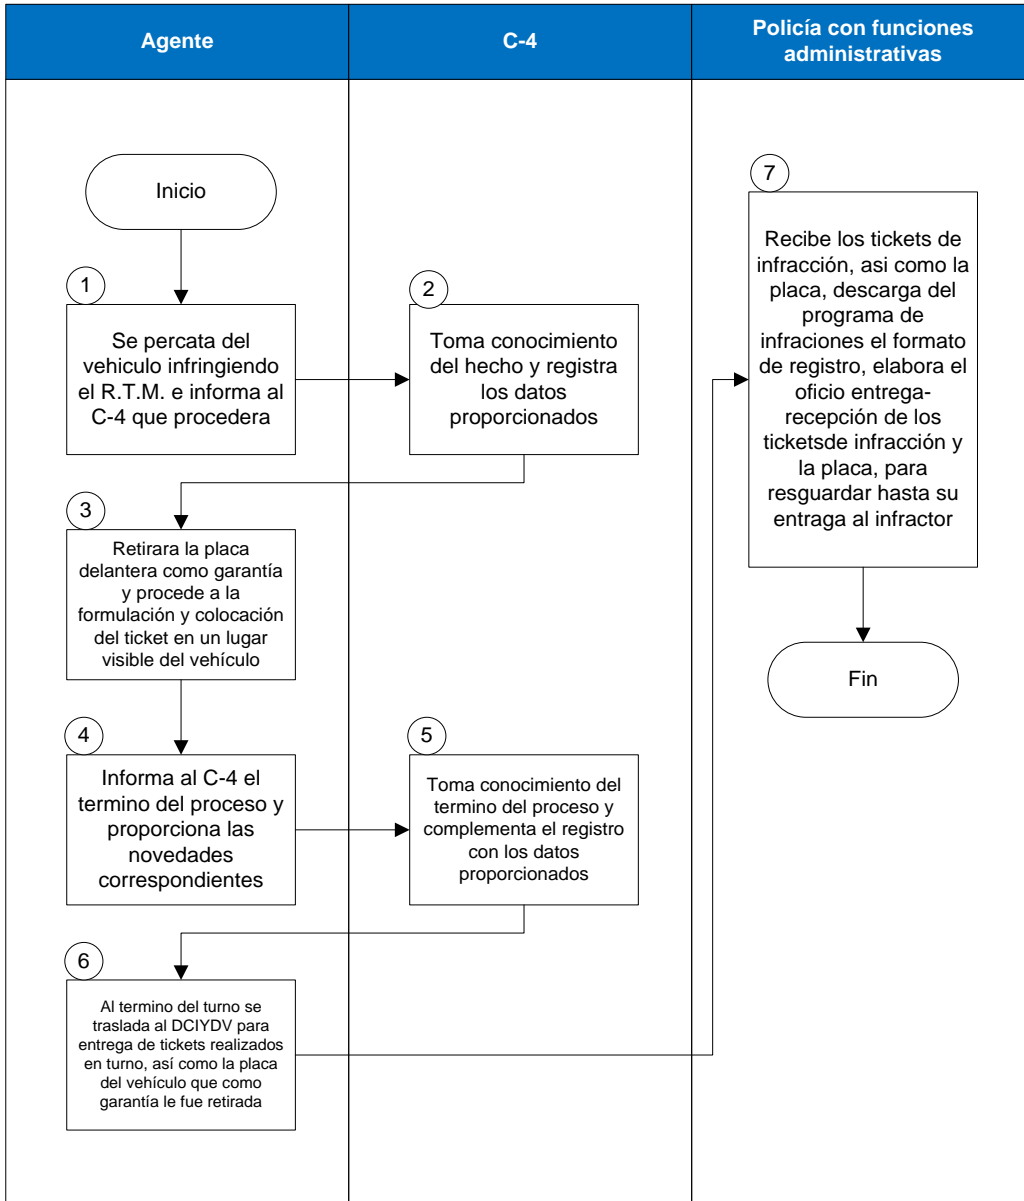 Agente
C-4
Policía con funciones
administrativas
Inicio
1
Se percata del
vehiculo infringiendo
el R.T.M. e informa al
C-4 que procedera
2
Toma conocimiento
del hecho y registra
los datos
proporcionados
3
Retirara la placa
delantera como garantía
y procede a la
formulación y colocación
del ticket en un lugar
visible del vehículo
4
Informa al C-4 el
termino del proceso y
proporciona las
novedades
correspondientes
5
Toma conocimiento del
termino del proceso y
complementa el registro
con los datos
proporcionados
6
Al termino del turno se
traslada al DCIYDV para
entrega de tickets realizados
en turno, así como la placa
del vehículo que como
garantía le fue retirada
7
Recibe los tickets de
infracción, asi como la
placa, descarga del
programa de
infraciones el formato
de registro, elabora el
oficio entrega-
recepción de los
ticketsde infracción y
la placa, para
resguardar hasta su
entraga al infractor
Fin